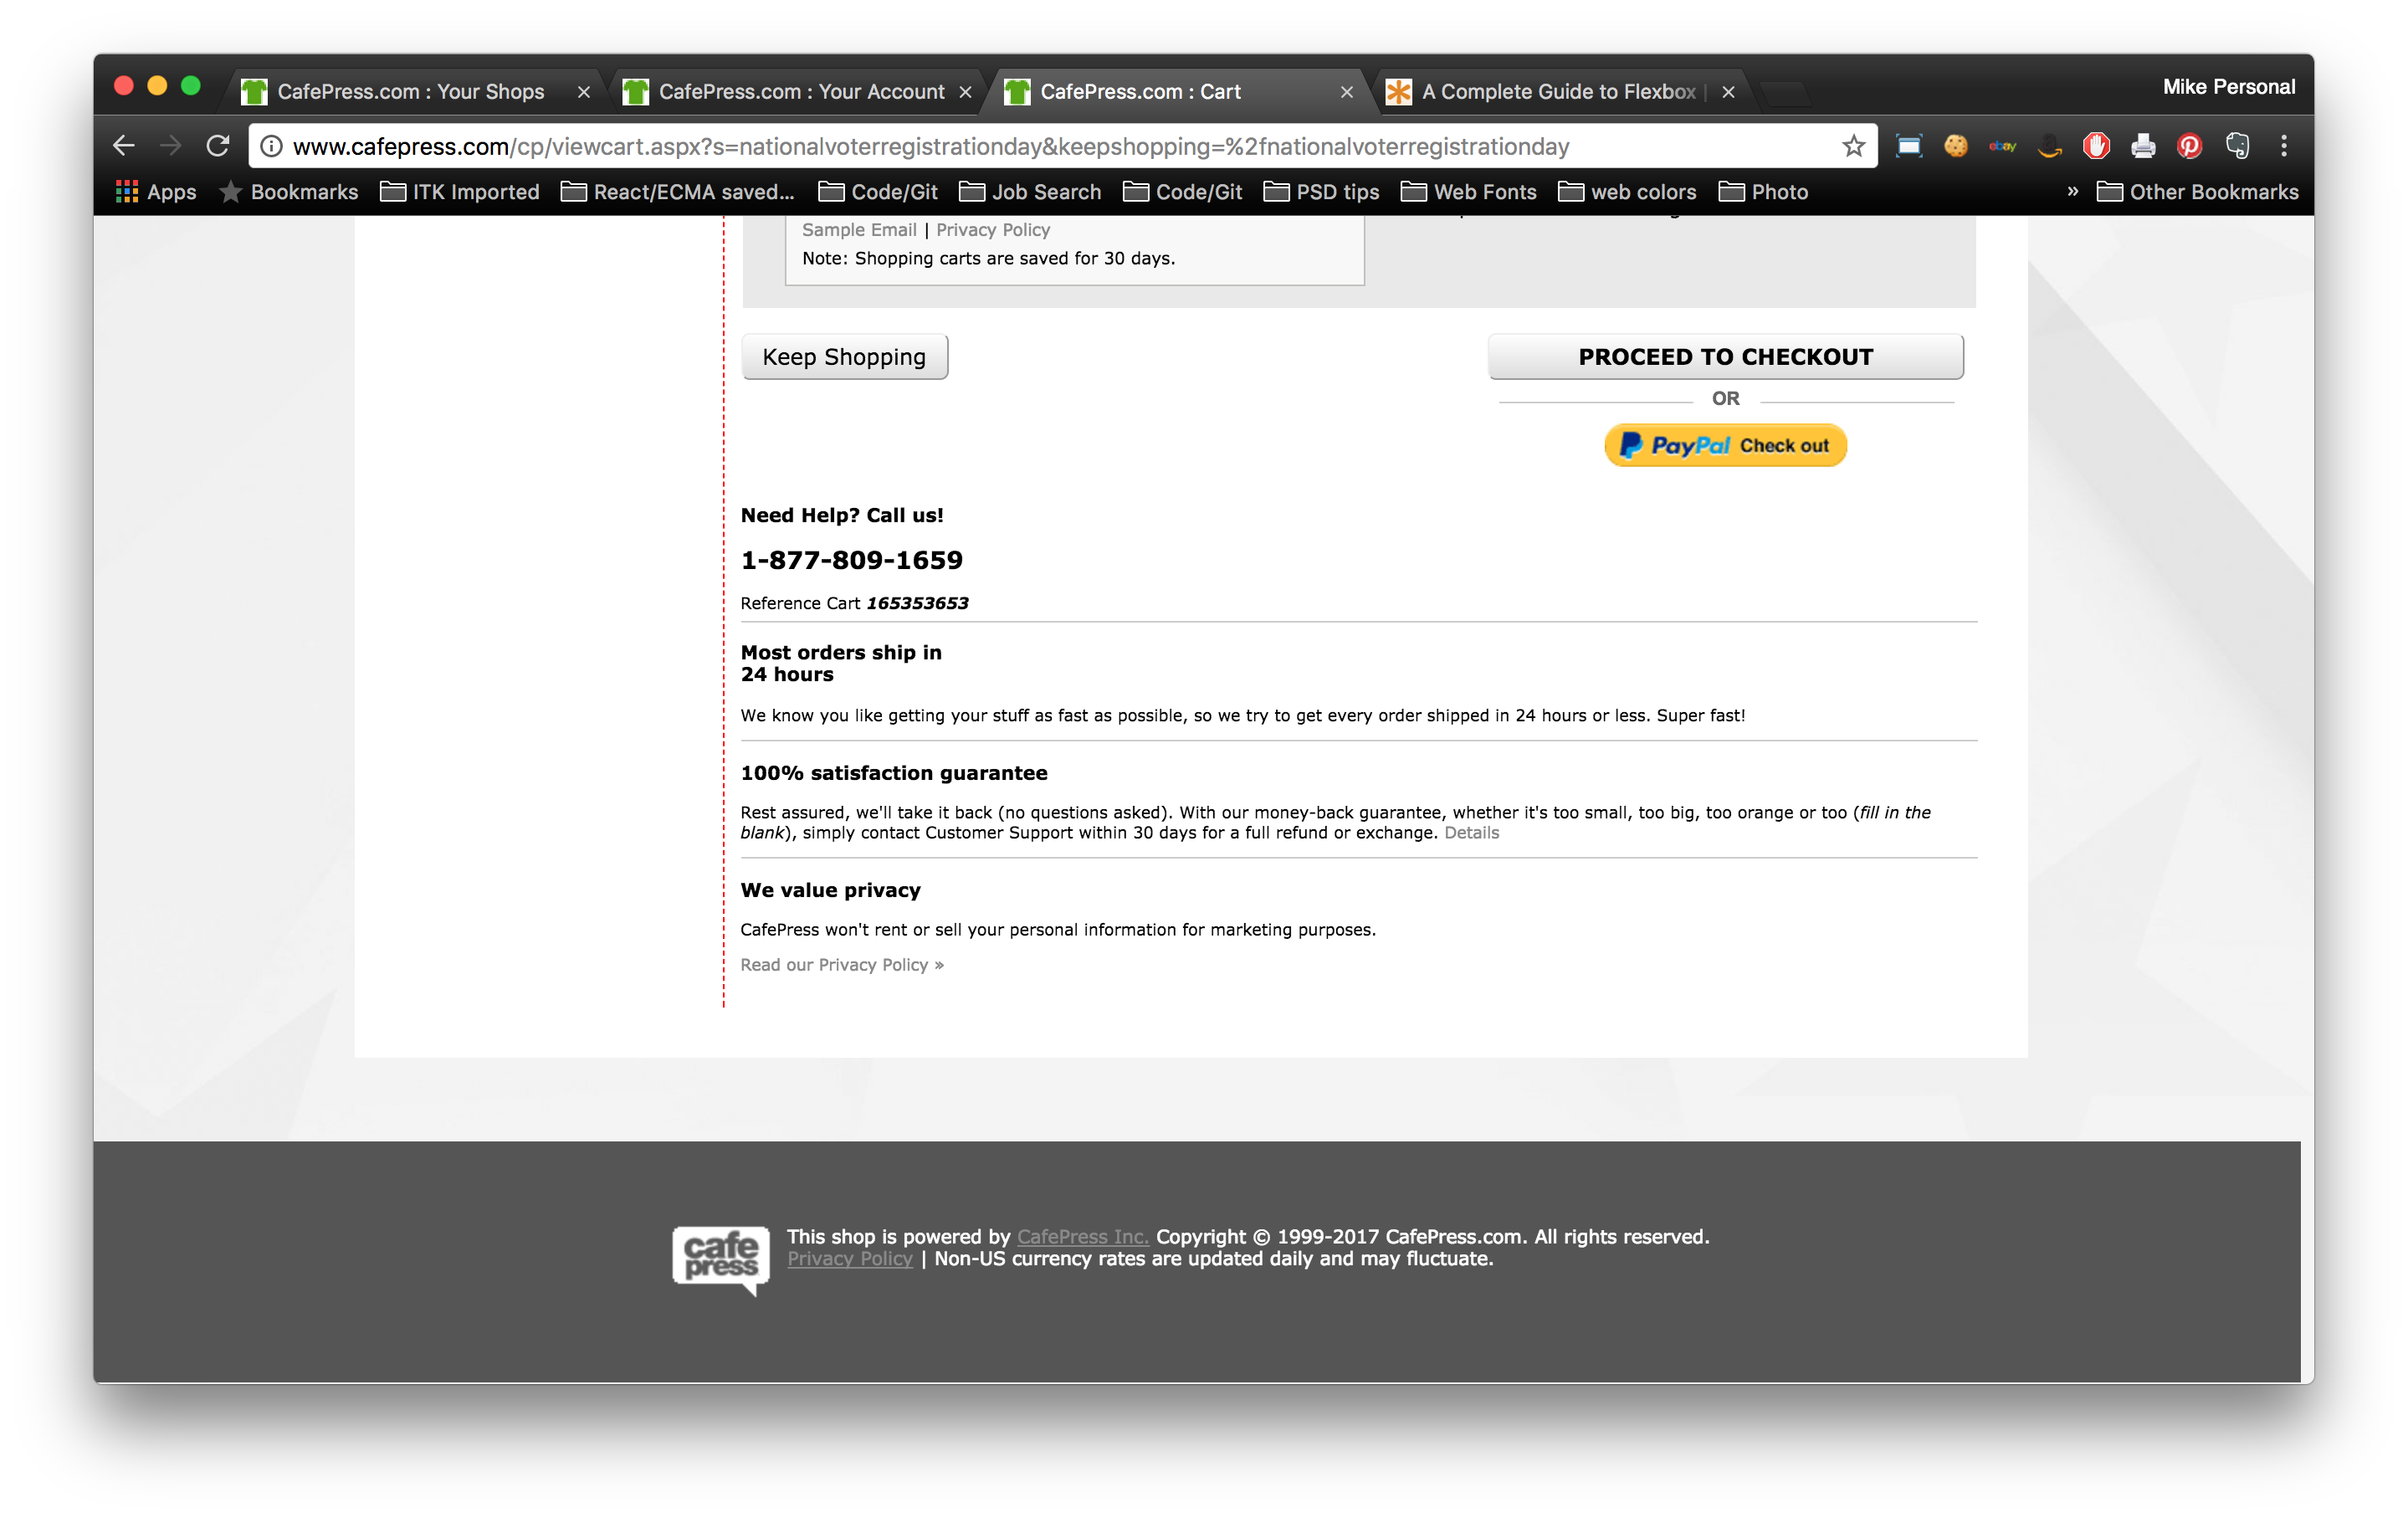 CafePress.com : Your Shops
CafePress.com : Your Account
CafePress.com : Cart
A Complete Guide to Flexbox |
Mike Personal
www.cafepress.com/cp/viewcart.aspx?s=nationalvoterregistrationday&keepshopping=%2fnationalvoterregistrationday
ebay
Apps Bookmarks ITK Imported React/ECMA saved... Code/Git Job Search Code/Git PSD tips Web Fonts web colors Photo » Other Bookmarks
Sample Email | Privacy Policy
Note: Shopping carts are saved for 30 days.
Keep Shopping
PROCEED TO CHECKOUT
OR
PayPal Check out
Need Help? Call us!
1-877-809-1659
Reference Cart 165353653
Most orders ship in
24 hours
We know you like getting your stuff as fast as possible, so we try to get every order shipped in 24 hours or less. Super fast!
100% satisfaction guarantee
Rest assured, we'll take it back (no questions asked). With our money-back guarantee, whether it's too small, too big, too orange or too (fill in the
blank), simply contact Customer Support within 30 days for a full refund or exchange. Details
We value privacy
CafePress won't rent or sell your personal information for marketing purposes.
Read our Privacy Policy »
cafe
press
This shop is powered by CafePress Inc. Copyright © 1999-2017 CafePress.com. All rights reserved.
Privacy Policy | Non-US currency rates are updated daily and may fluctuate.